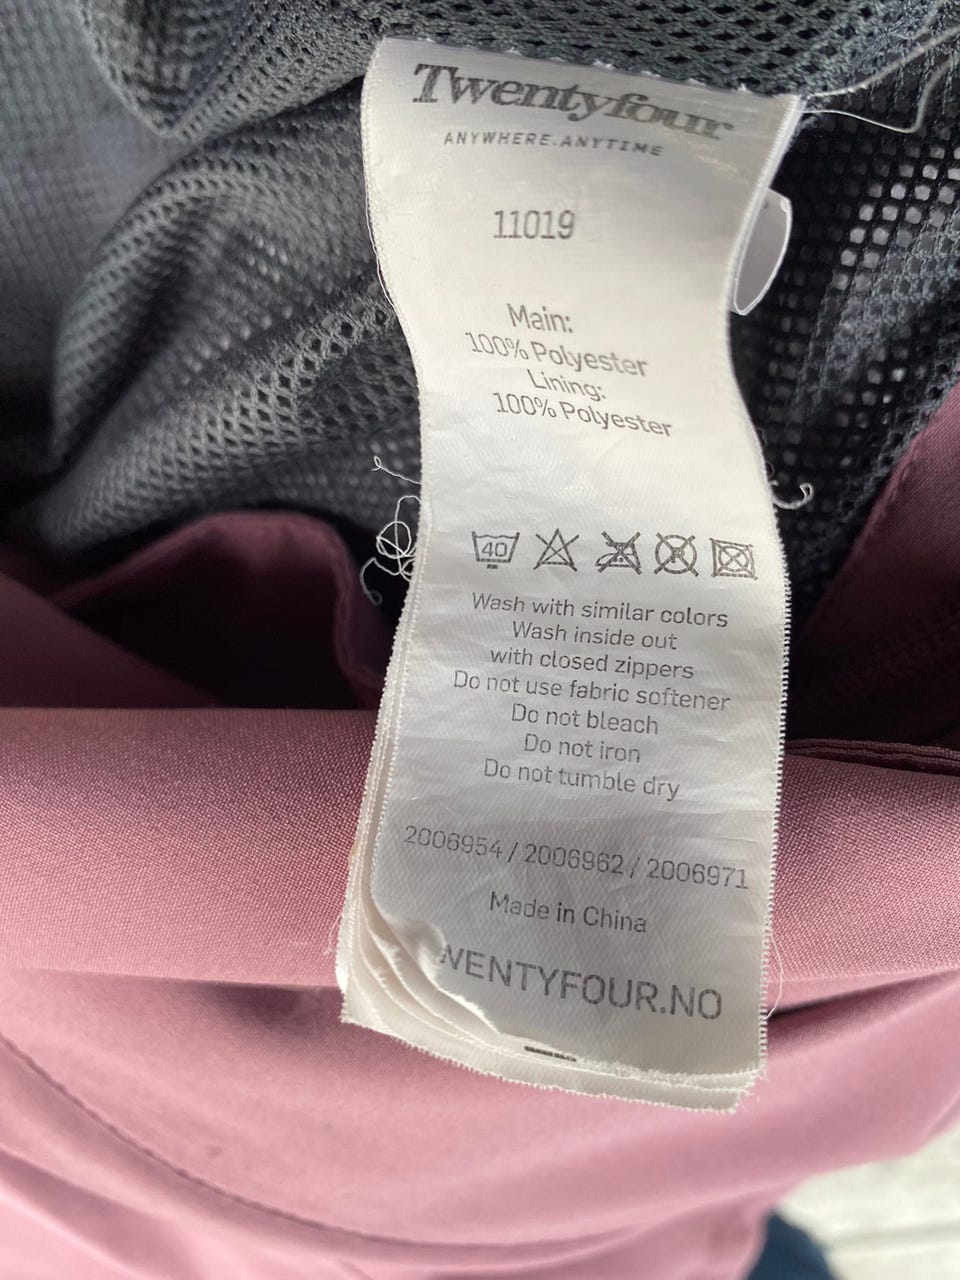 Twentyfour
ANYWHERE.ANYTIME
11019
Main:
100% Polyester
Lining:
100% Polyester
40
Wash with similar colors
Wash inside out
with closed zippers
Do not use fabric softener
Do not bleach
Do not iron
Do not tumble dry
2006954 / 2006962 / 2006971
Made in China
WENTYFOUR.NO